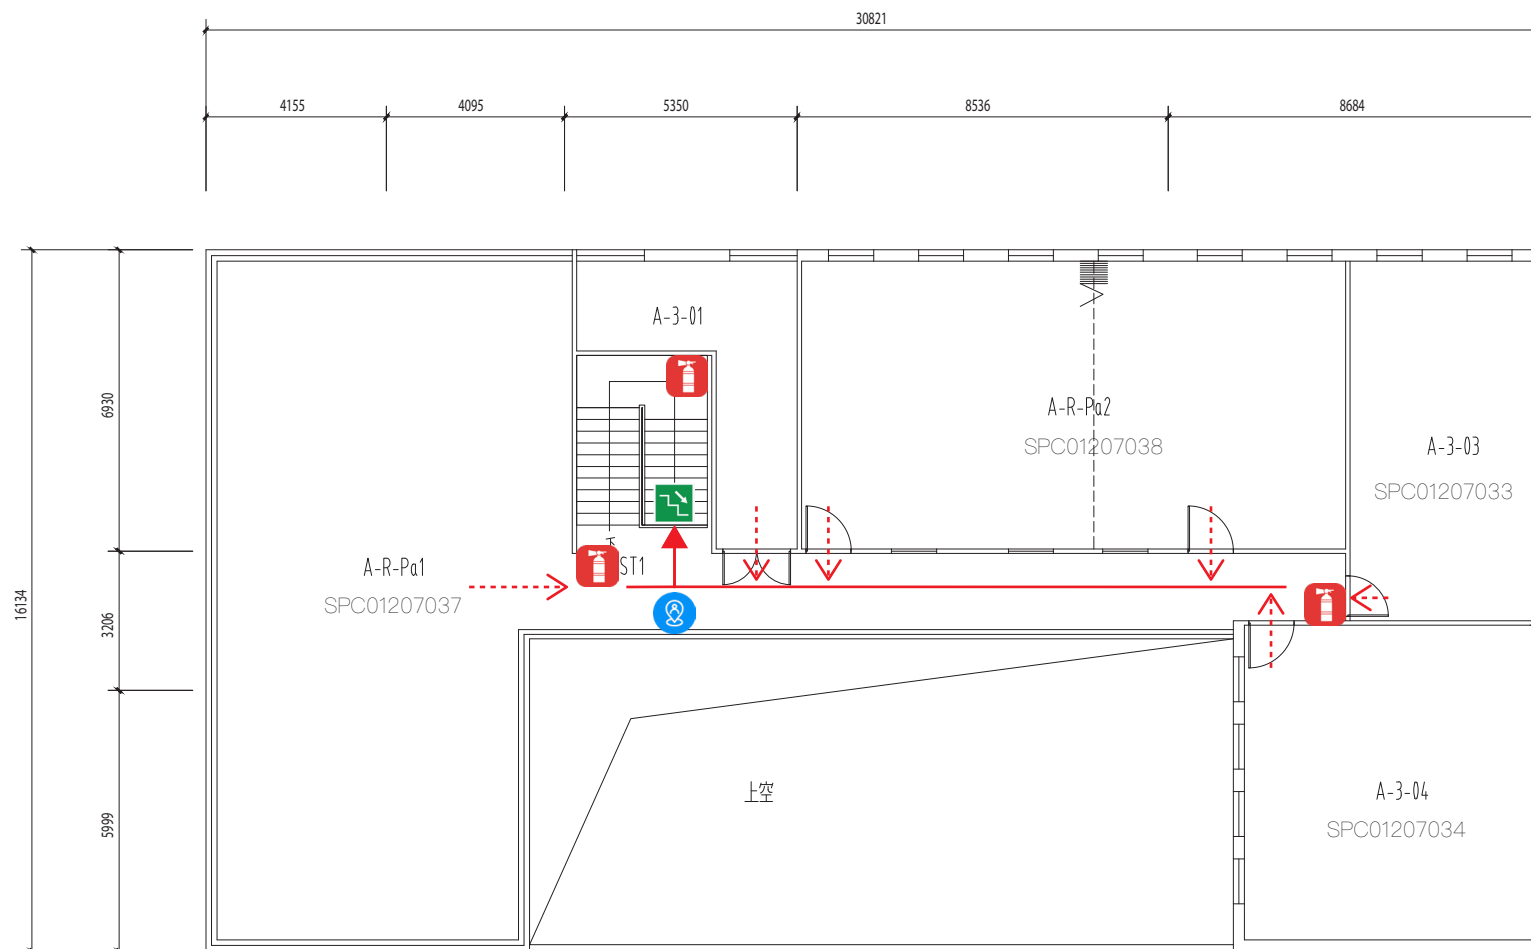 30821
4155
4095
5350
8536
8684
16134
6930
3206
5999
A-3-01
A-R-Pa2
SPC01207038
A-3-03
SPC01207033
下
ST1
A-R-Pa1
SPC01207037
上空
A-3-04
SPC01207034